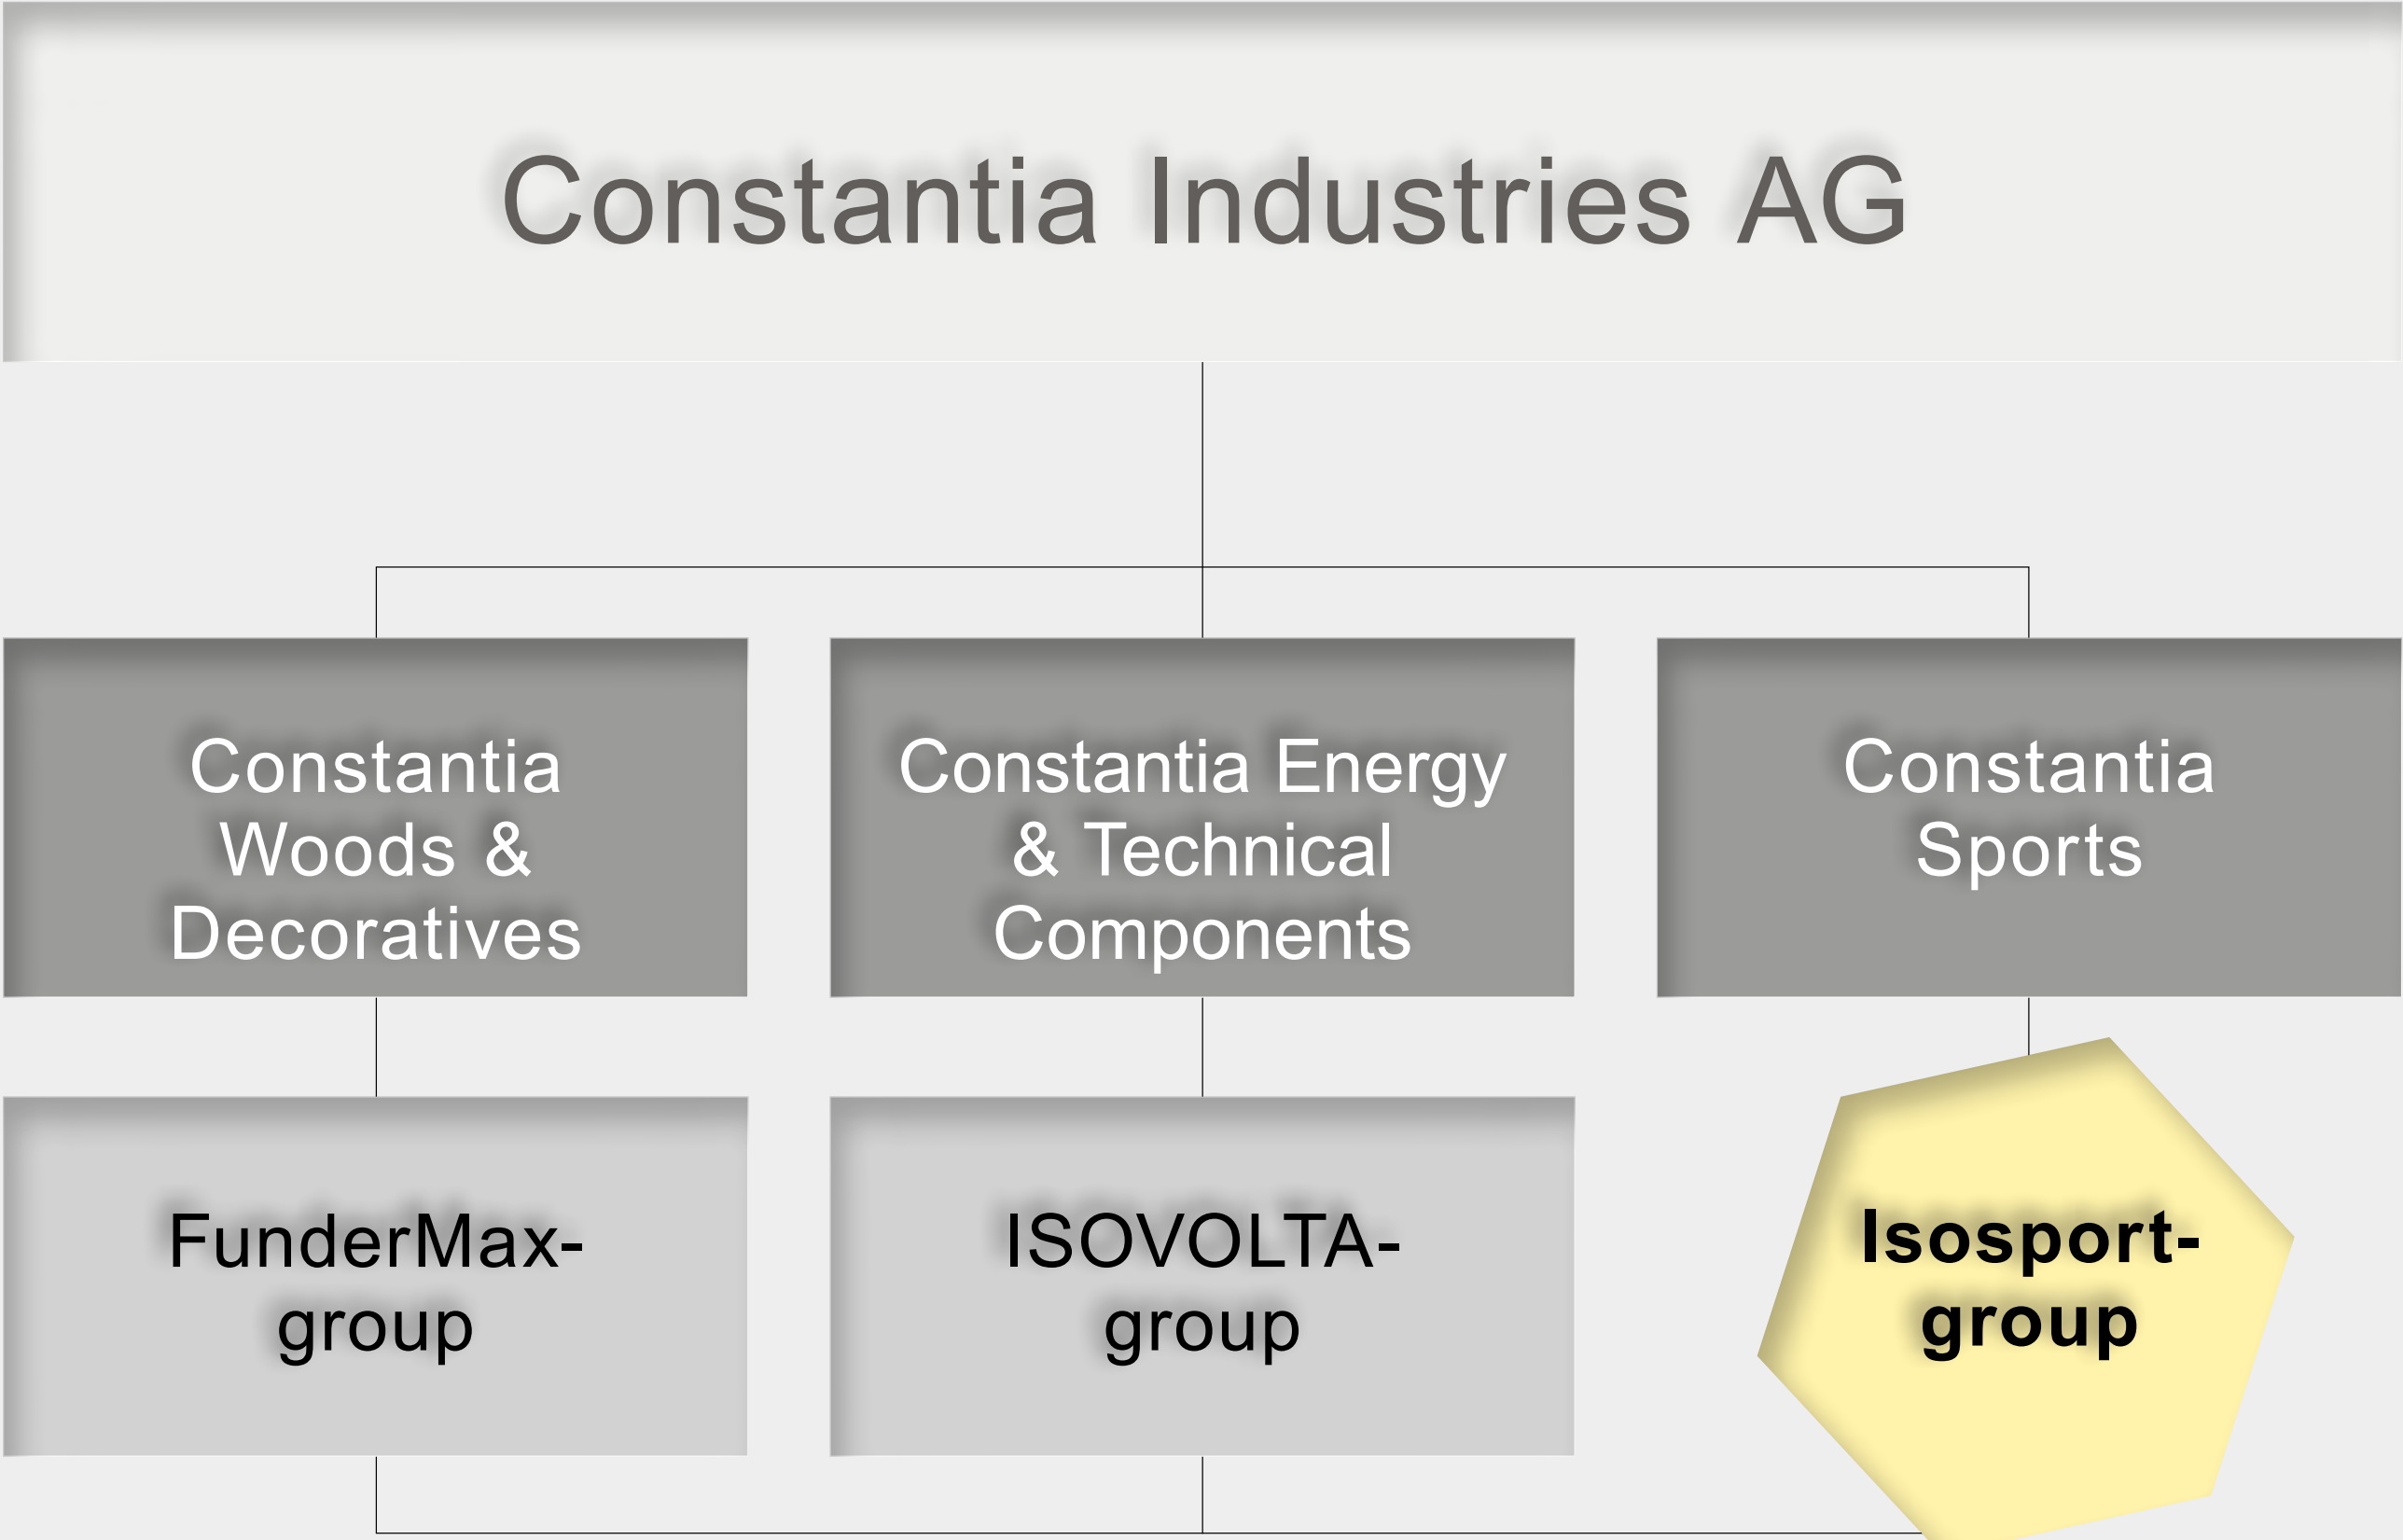 Constantia Industries AG
Constantia
Woods &
Decoratives
Constantia Energy
& Technical
Components
Constantia
Sports
FunderMax-
group
ISOVOLTA-
group
Isosport-
group